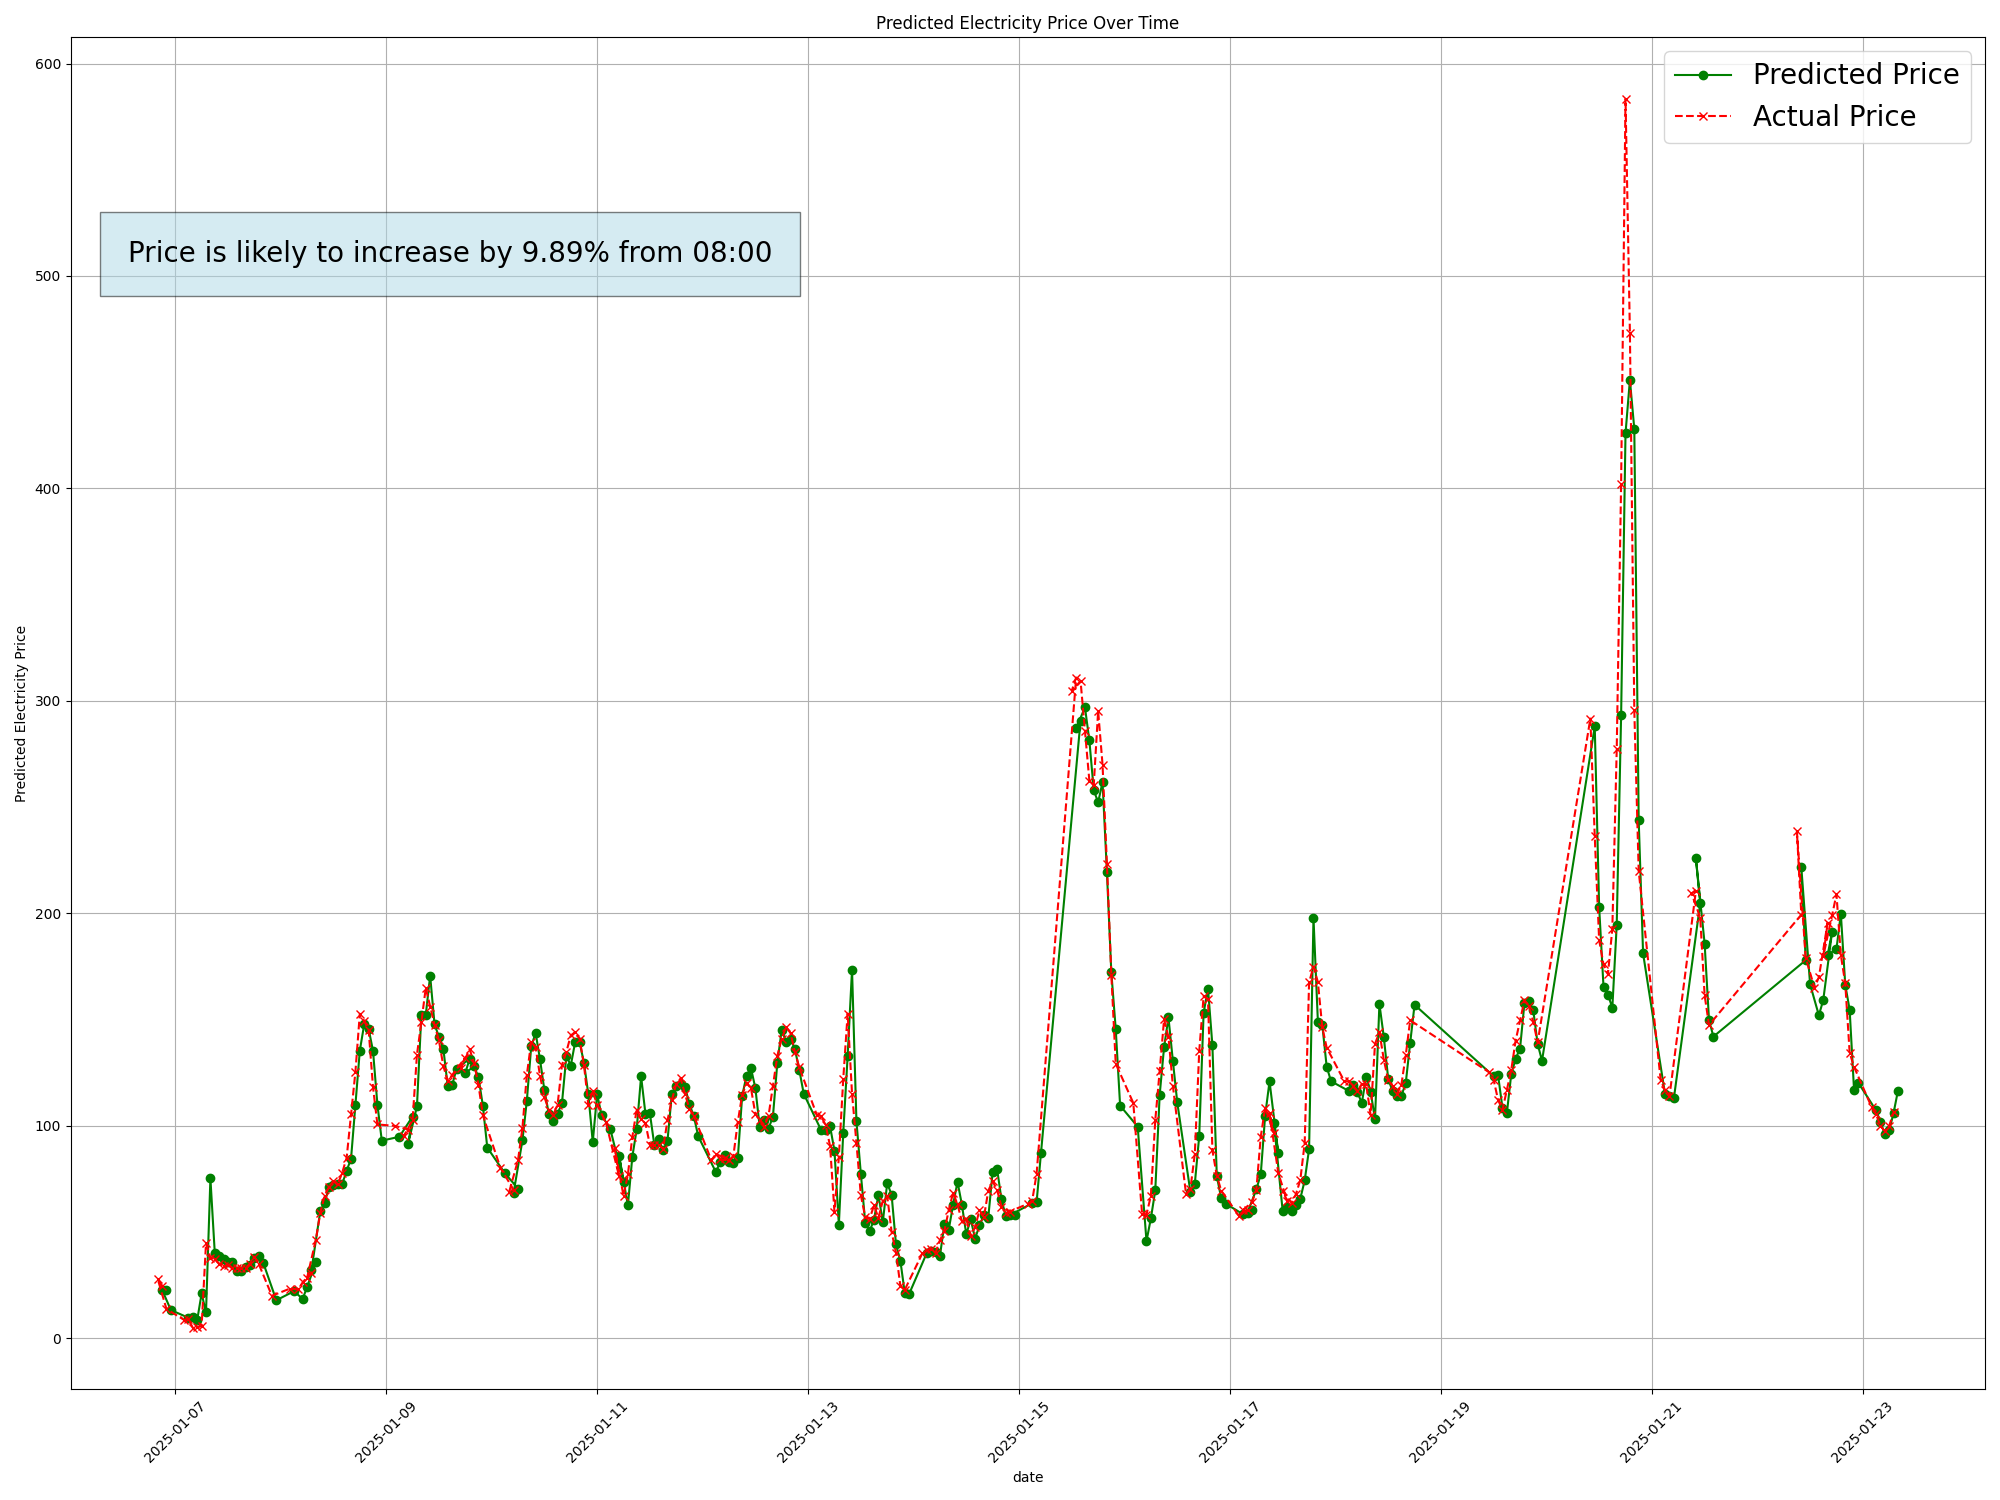 Predicted Electricity Price Over Time
Predicted Price
Actual Price
Price is likely to increase by 9.89% from 08:00
Predicted Electricity Price
600
500
400
300
200
100
0
2025-01-07
2025-01-09
2025-01-11
2025-01-13
2025-01-15
2025-01-17
2025-01-19
2025-01-21
2025-01-23
date